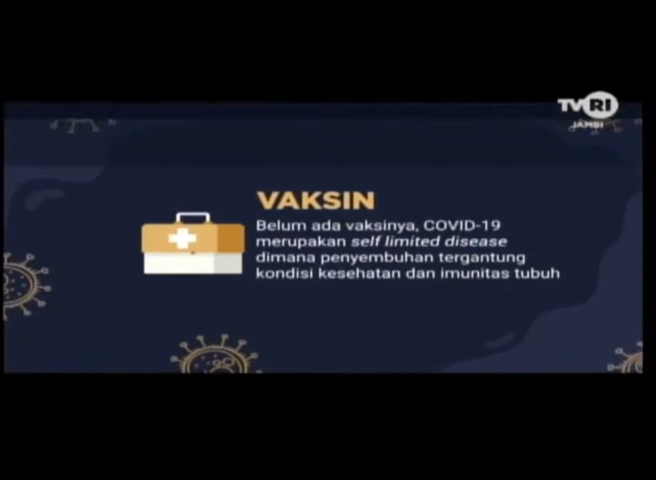 TVRI
JAMBI
VAKSIN
Belum ada vaksinya, COVID-19
merupakan self limited disease
dimana penyembuhan tergantung
kondisi kesehatan dan imunitas tubuh